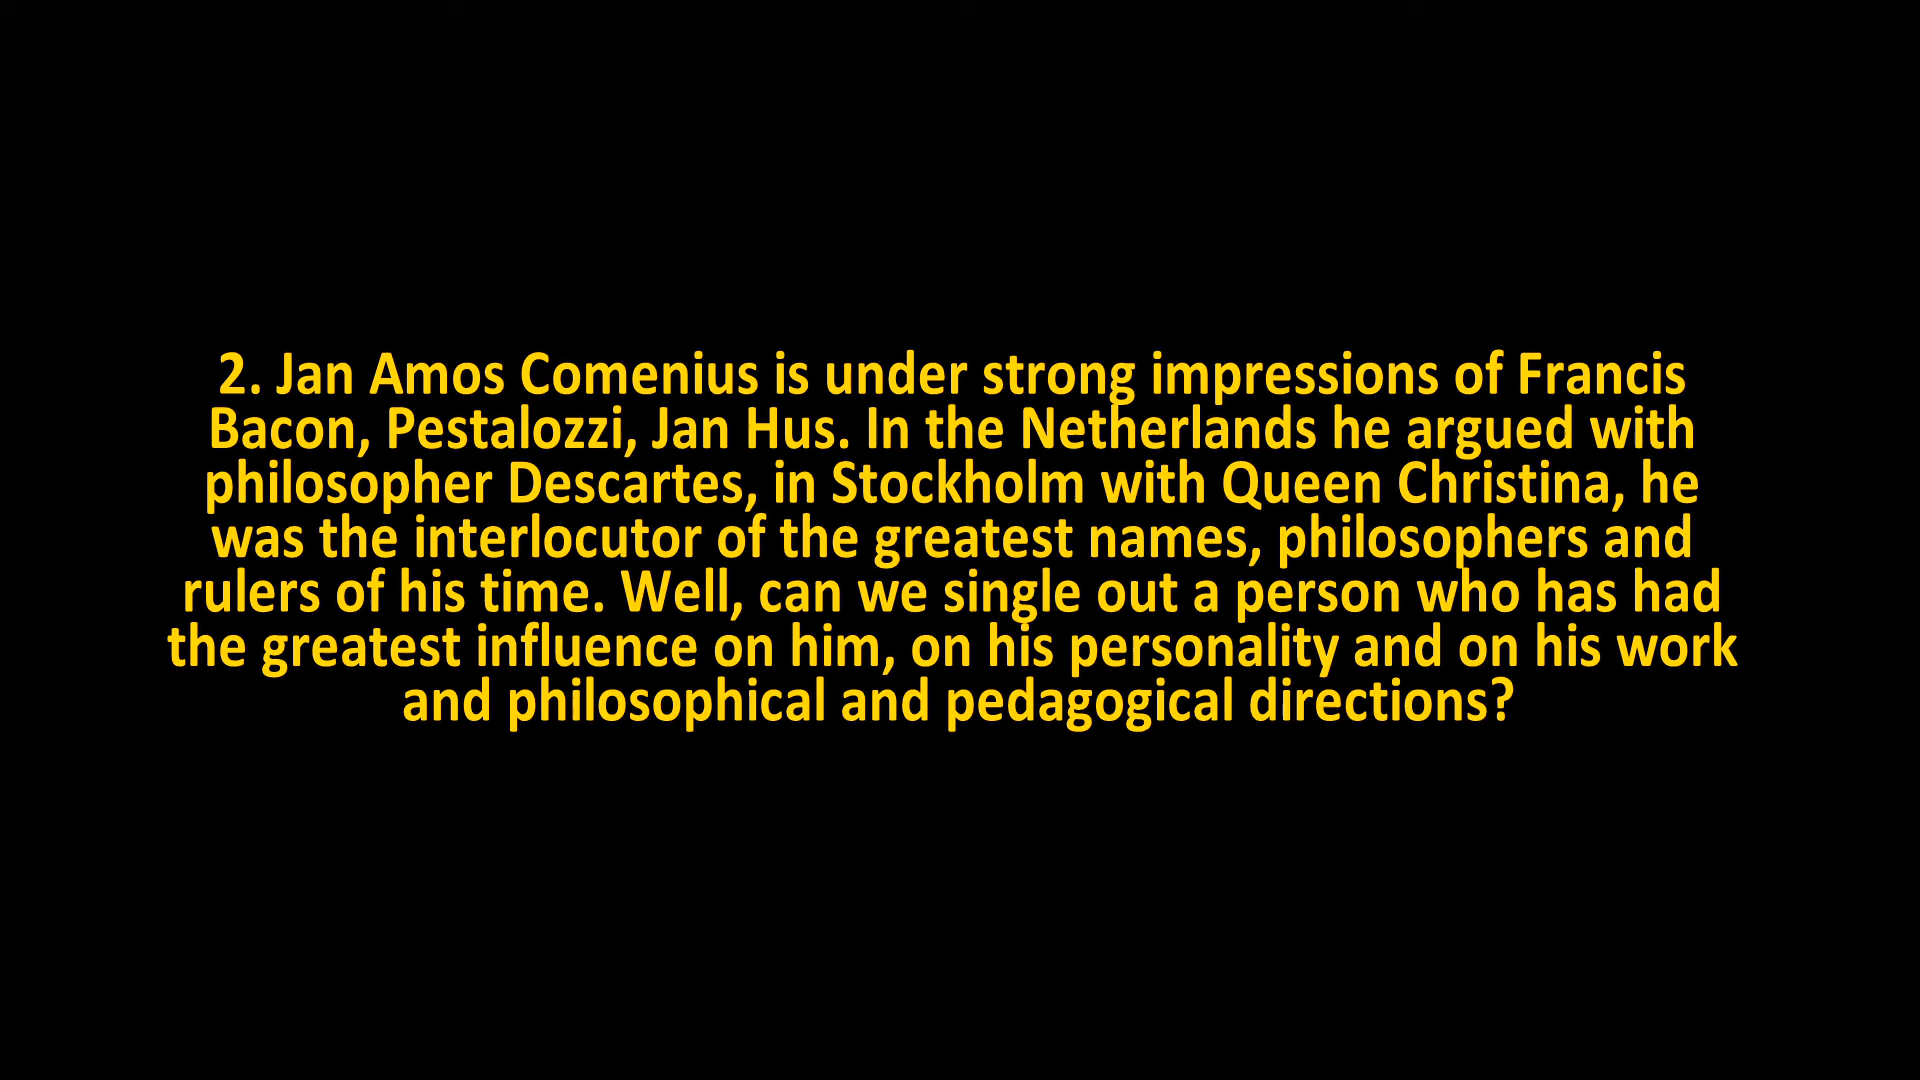 2. Jan Amos Comenius is under strong impressions of Francis
Bacon, Pestalozzi, Jan Hus. In the Netherlands he argued with
philosopher Descartes, in Stockholm with Queen Christina, he
was the interlocutor of the greatest names, philosophers and
rulers of his time. Well, can we single out a person who has had
the greatest influence on him, on his personality and on his work
and philosophical and pedagogical directions?